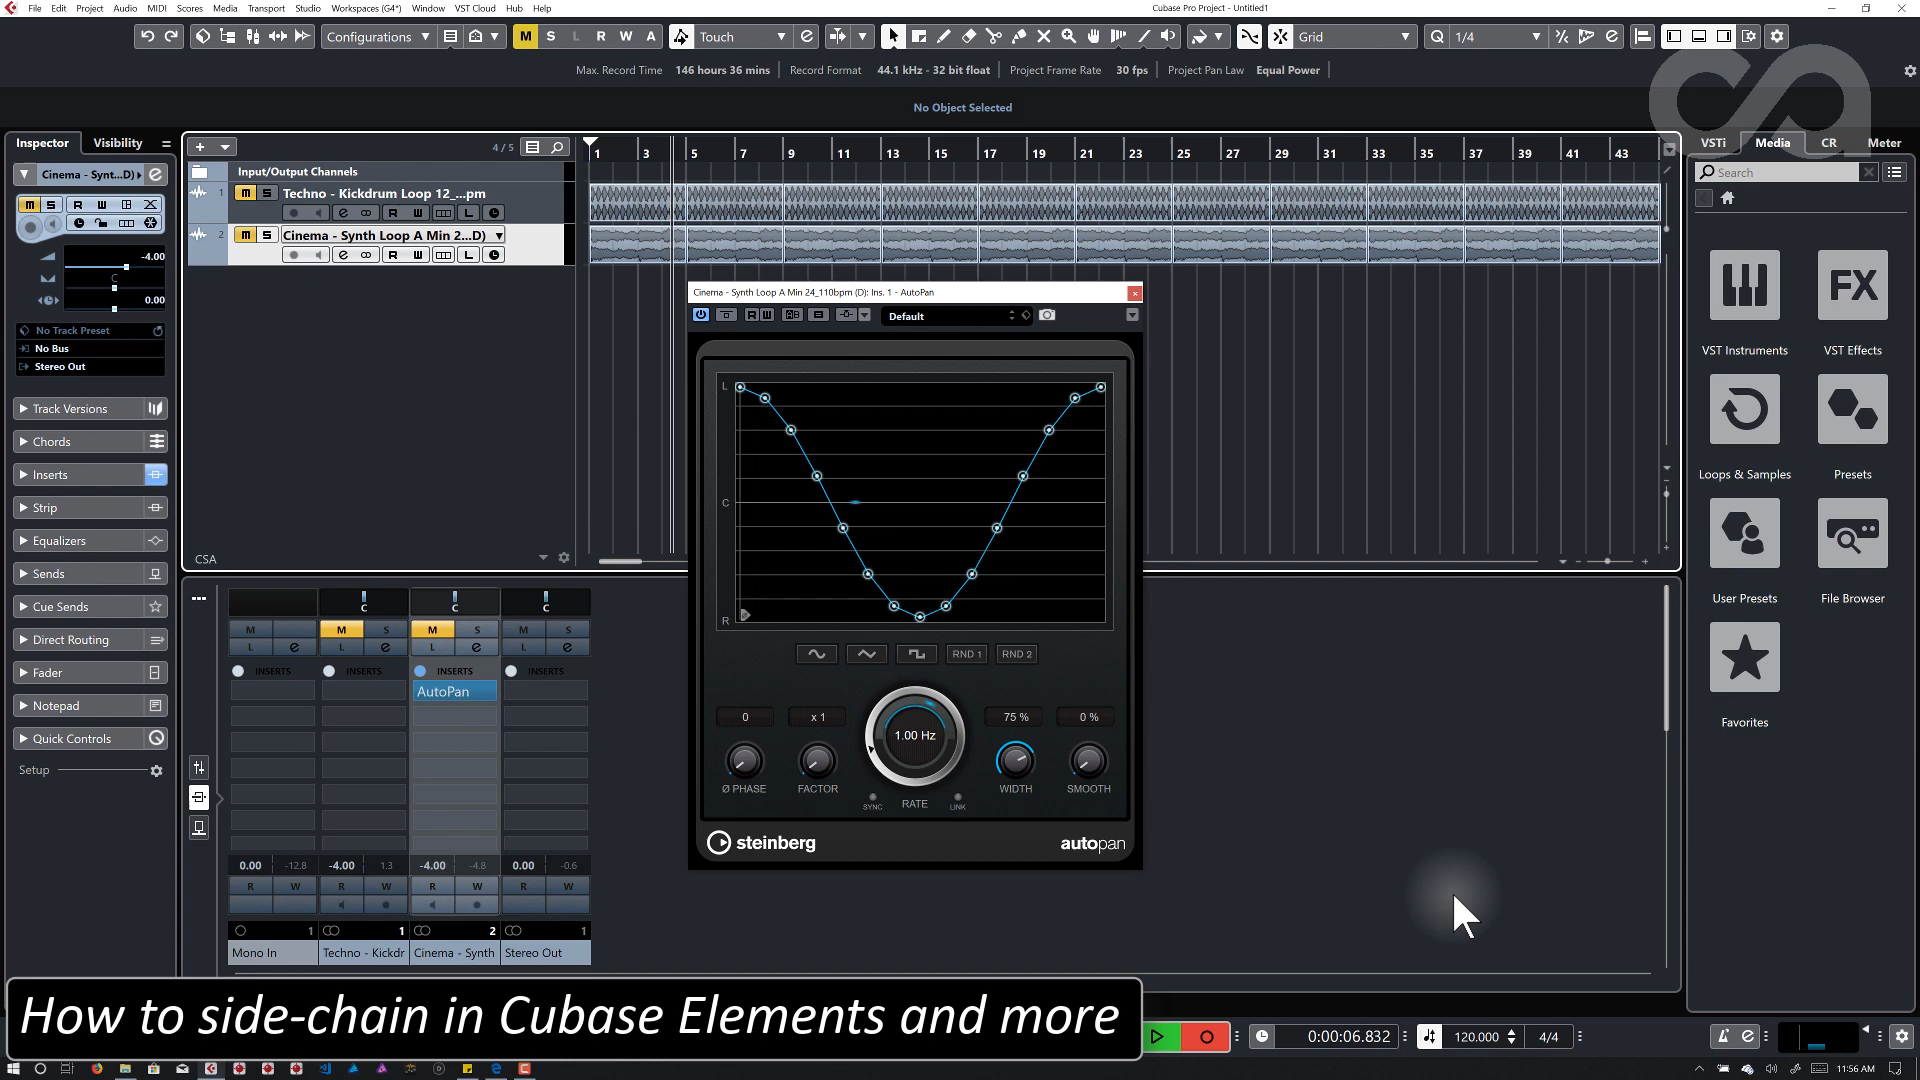 File Edit Project Audio MIDI Scores Media Transport Studio Workspaces (G4*) Window VST Cloud Hub Help
Cubase Pro Project - Untitled1
Configurations M S L R W A Touch Grid Q 1/4
Max. Record Time 146 hours 36 mins Record Format 44.1 kHz - 32 bit float Project Frame Rate 30 fps Project Pan Law Equal Power
No Object Selected
Inspector Visibility
4/5
1 3 5 7 9 11 13 15 17 19 21 23 25 27 29 31 33 35 37 39 41 43
VSTi Media CR Meter
Cinema - Synt...D)
Input/Output Channels
Search
1 m S Techno - Kickdrum Loop 12_...pm
R W L
2 m S Cinema - Synth Loop A Min 2...D)
R W L
m S R W
-4.00
C
0.00
No Track Preset
No Bus
Stereo Out
Track Versions
Chords
Inserts
Strip
Equalizers
Sends
Cue Sends
Direct Routing
Fader
Notepad
Quick Controls
Setup
Cinema - Synth Loop A Min 24_110bpm (D): Ins. 1 - AutoPan
R W Default
L
C
R
RND 1 RND 2
0 x 1 1.00 Hz 75 % 0 %
Ø PHASE FACTOR SYNC RATE LINK WIDTH SMOOTH
steinberg autopan
FX
VST Instruments VST Effects
Loops & Samples Presets
User Presets File Browser
Favorites
CSA
C C C
M M S M S M S
L e L e L e L e
INSERTS INSERTS INSERTS INSERTS
AutoPan
0.00 -12.8 -4.00 1.3 -4.00 -4.8 0.00 -0.6
R W R W R W R W
1 1 2 1
Mono In Techno - Kickdr Cinema - Synth Stereo Out
How to side-chain in Cubase Elements and more
0:00:06.832 120.000 4/4
11:56 AM